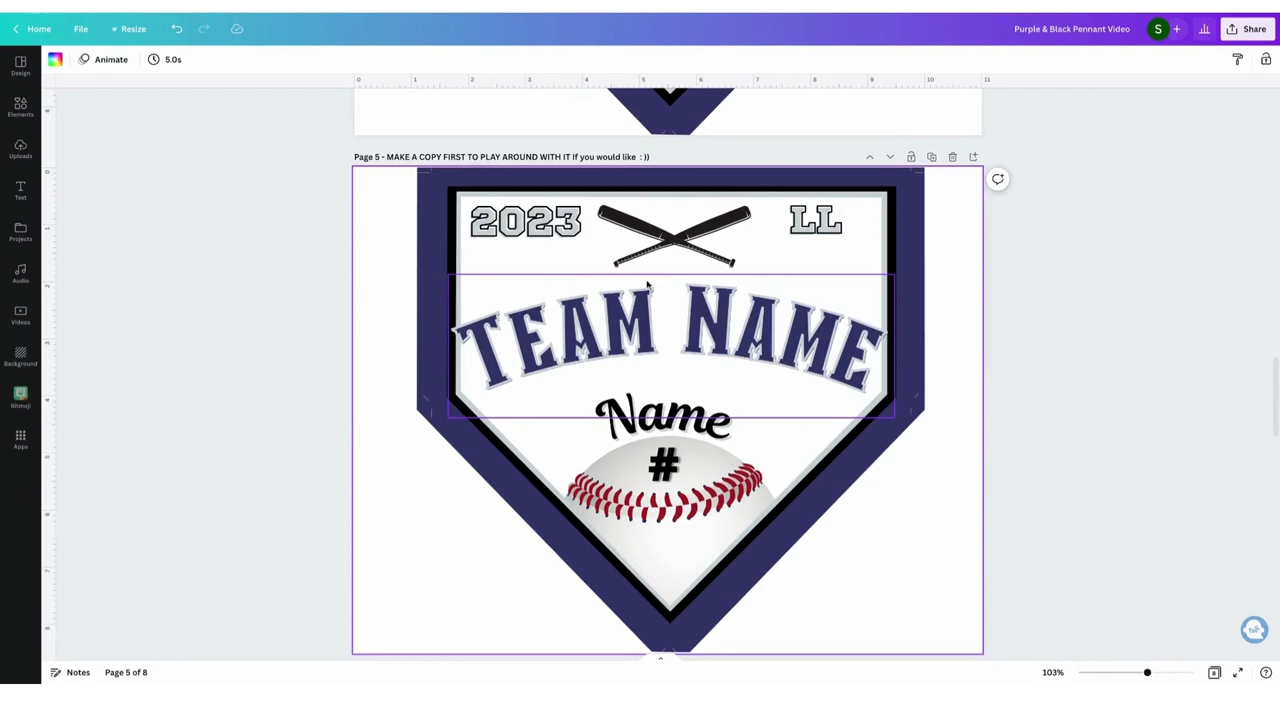 Home File Resize Purple & Black Pennant Video S + Share
Animate 5.0s
0 1 2 3 4 5 6 7 8 9 10 11
Design
Elements
Uploads
Text
Projects
Audio
Videos
Background
Bitmoji
Apps
Page 5 - MAKE A COPY FIRST TO PLAY AROUND WITH IT If you would like : ))
2023 LL
TEAM NAME
Name
#
Notes Page 5 of 8 103% 8 ?